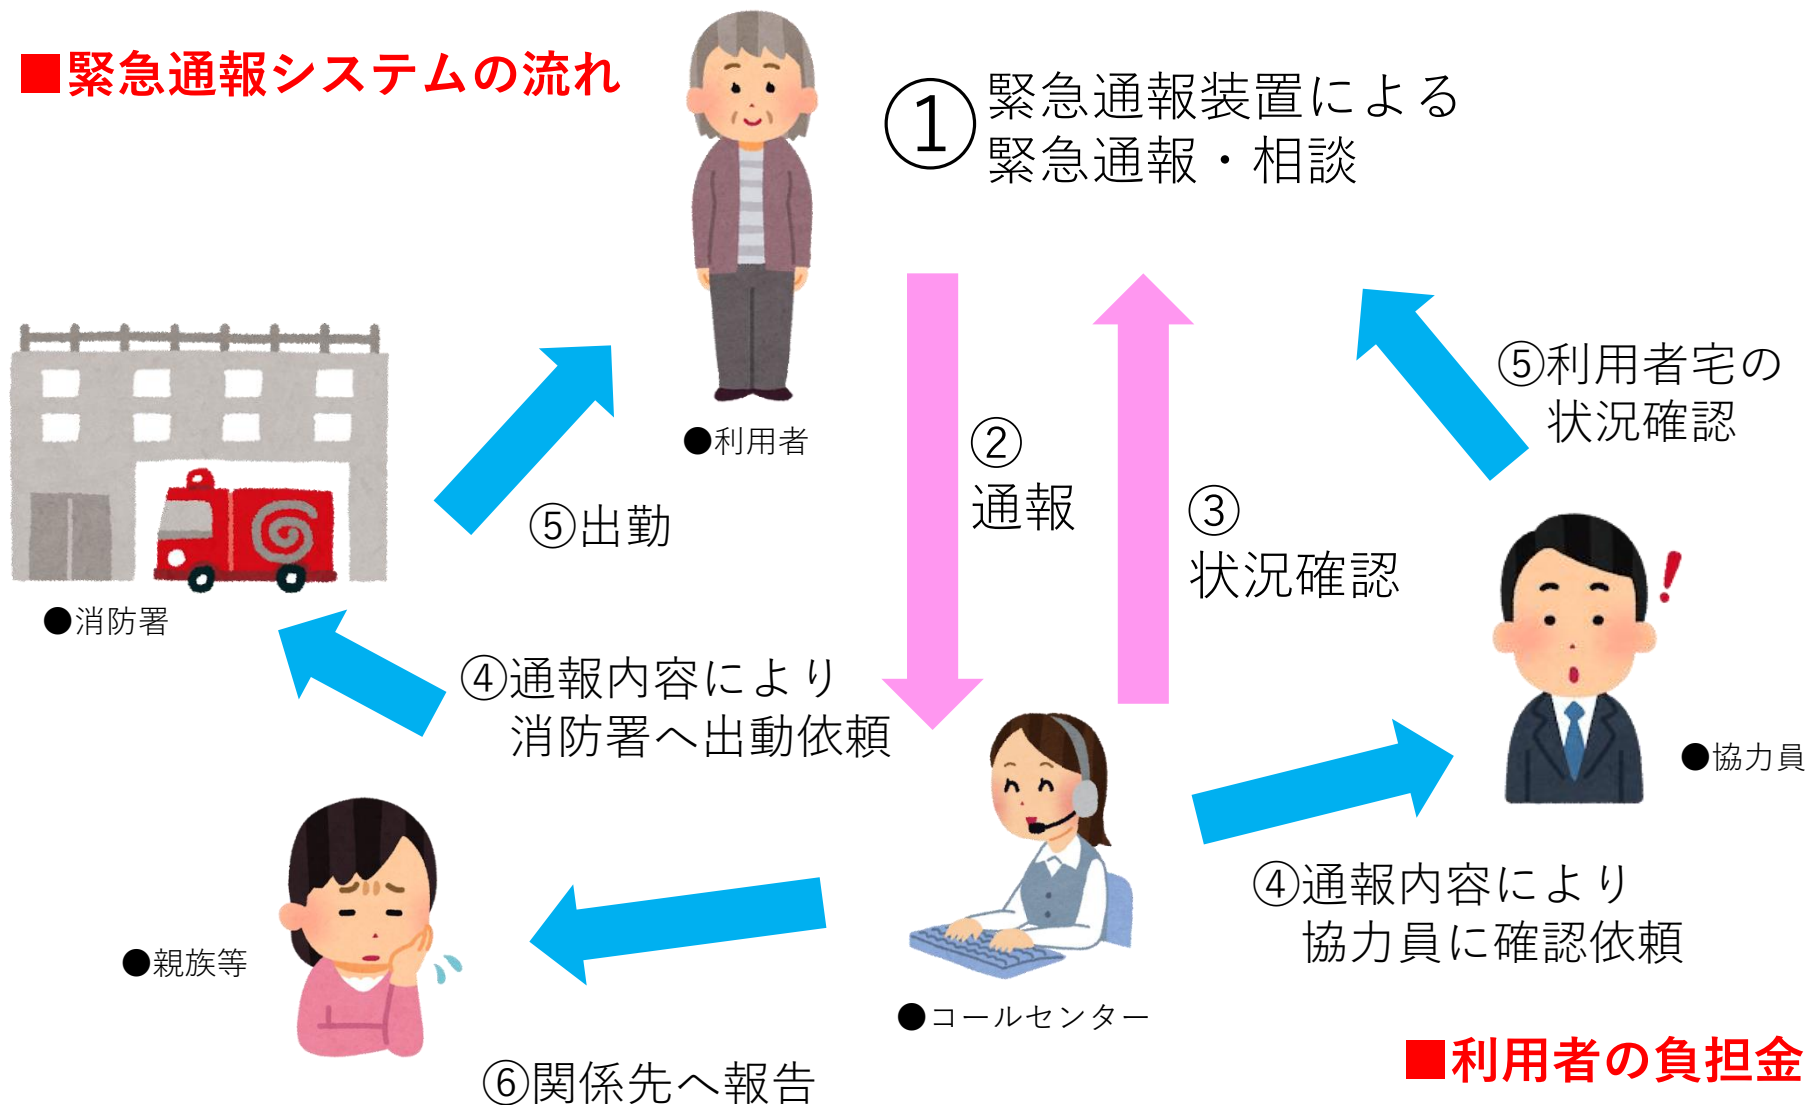 ■緊急通報システムの流れ
①緊急通報装置による
緊急通報・相談
●利用者
②
通報
③
状況確認
⑤利用者宅の
状況確認
⑤出勤
●消防署
④通報内容により
消防署へ出動依頼
●協力員
④通報内容により
協力員に確認依頼
●親族等
●コールセンター
⑥関係先へ報告
■利用者の負担金